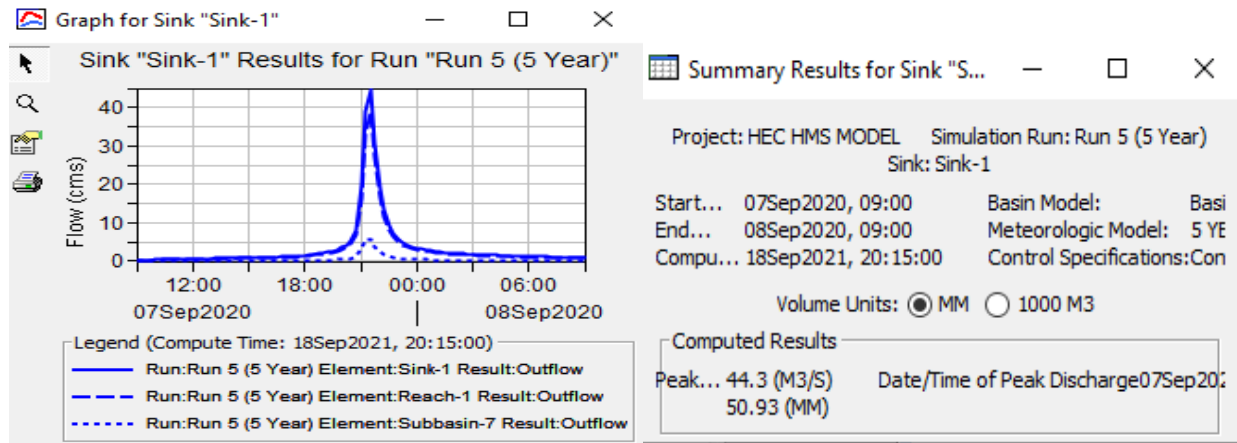 Graph for Sink "Sink-1"
Sink "Sink-1" Results for Run "Run 5 (5 Year)"
40
30
20
10
0
Flow (cms)
12:00 18:00 00:00 06:00
07Sep2020 08Sep2020
Legend (Compute Time: 18Sep2021, 20:15:00)
Run:Run 5 (5 Year) Element:Sink-1 Result:Outflow
Run:Run 5 (5 Year) Element:Reach-1 Result:Outflow
Run:Run 5 (5 Year) Element:Subbasin-7 Result:Outflow
Summary Results for Sink "S...
Project: HEC HMS MODEL Simulation Run: Run 5 (5 Year)
Sink: Sink-1
Start... 07Sep2020, 09:00 Basin Model: Basi
End... 08Sep2020, 09:00 Meteorologic Model: 5 YE
Compu... 18Sep2021, 20:15:00 Control Specifications:Con
Volume Units: MM 1000 M3
Computed Results
Peak... 44.3 (M3/S) Date/Time of Peak Discharge07Sep202
50.93 (MM)